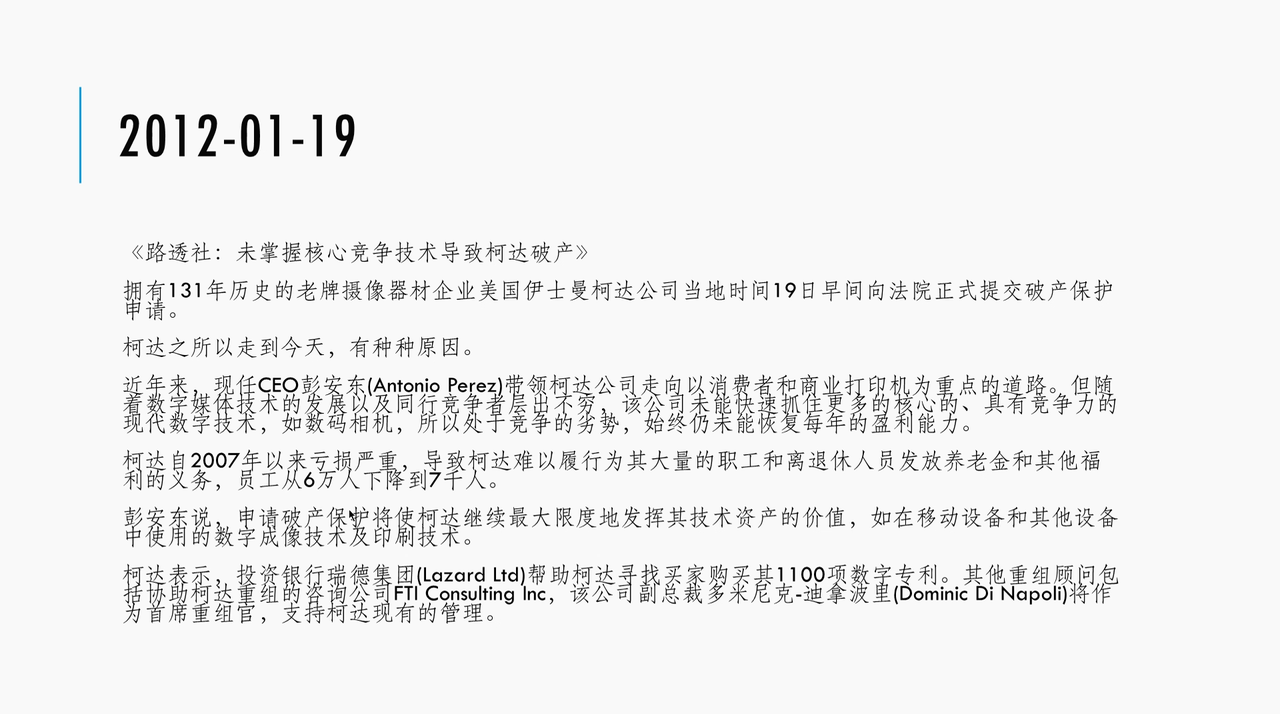 2012-01-19
《路透社：未掌握核心竞争技术导致柯达破产》
拥有131年历史的老牌摄像器材企业美国伊士曼柯达公司当地时间19日早间向法院正式提交破产保护
申请。
柯达之所以走到今天，有种种原因。
近年来，现任CEO彭安东(Antonio Perez)带领柯达公司走向以消费者和商业打印机为重点的道路。但随
着数字媒体技术的发展以及同行竞争者层出不穷，该公司未能快速抓住更多的核心的、具有竞争力的
现代数字技术，如数码相机，所以处于竞争的劣势，始终仍未能恢复每年的盈利能力。
柯达自2007年以来亏损严重，导致柯达难以履行为其大量的职工和离退休人员发放养老金和其他福
利的义务，员工从6万人下降到7千人。
彭安东说，申请破产保护将使柯达继续最大限度地发挥其技术资产的价值，如在移动设备和其他设备
中使用的数字成像技术及印刷技术。
柯达表示，投资银行瑞德集团(Lazard Ltd)帮助柯达寻找买家购买其1100项数字专利。其他重组顾问包
括协助柯达重组的咨询公司FTI Consulting Inc，该公司副总裁多米尼克-迪拿波里(Dominic Di Napoli)将作
为首席重组官，支持柯达现有的管理。